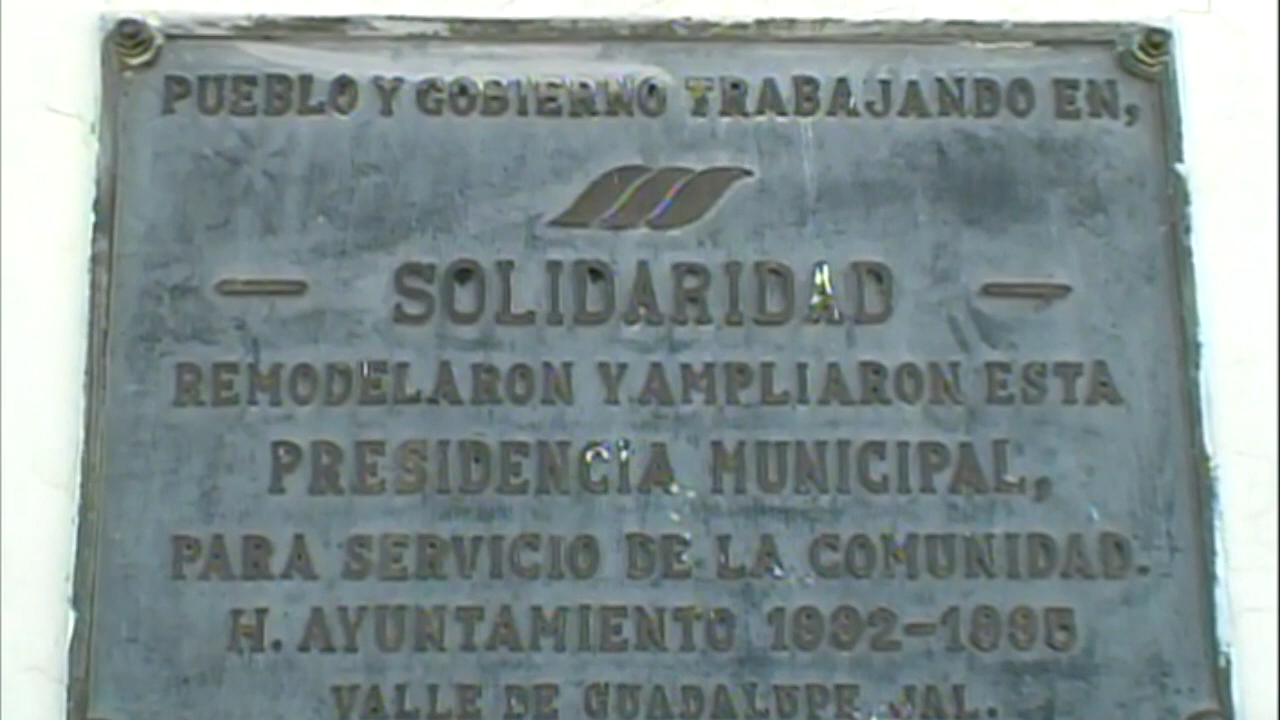 PUEBLO Y GOBIERNO TRABAJANDO EN,
— SOLIDARIDAD —
REMODELARON Y AMPLIARON ESTA
PRESIDENCIA MUNICIPAL,
PARA SERVICIO DE LA COMUNIDAD.
H. AYUNTAMIENTO 1992-1995
VALLE DE GUADALUPE, JAL.